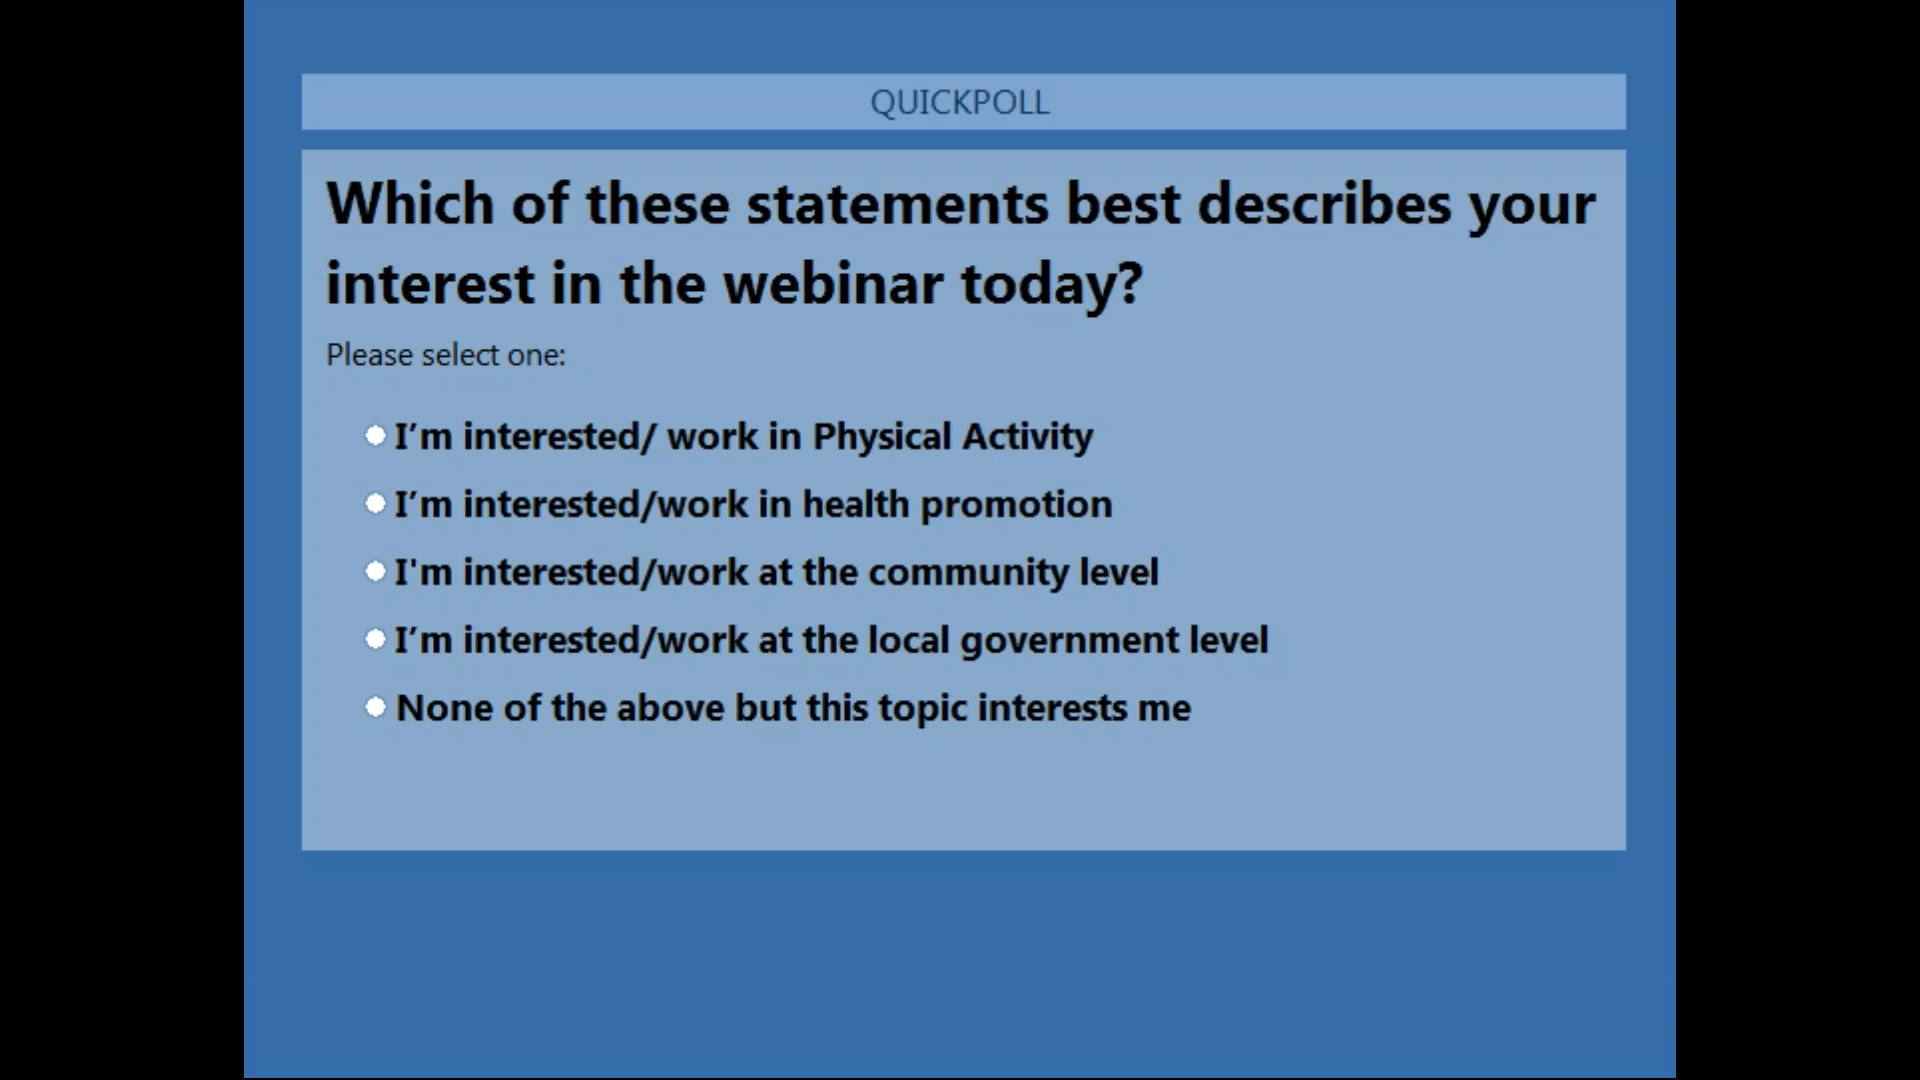 QUICKPOLL
Which of these statements best describes your
interest in the webinar today?
Please select one:
I’m interested/ work in Physical Activity
I’m interested/work in health promotion
I'm interested/work at the community level
I’m interested/work at the local government level
None of the above but this topic interests me